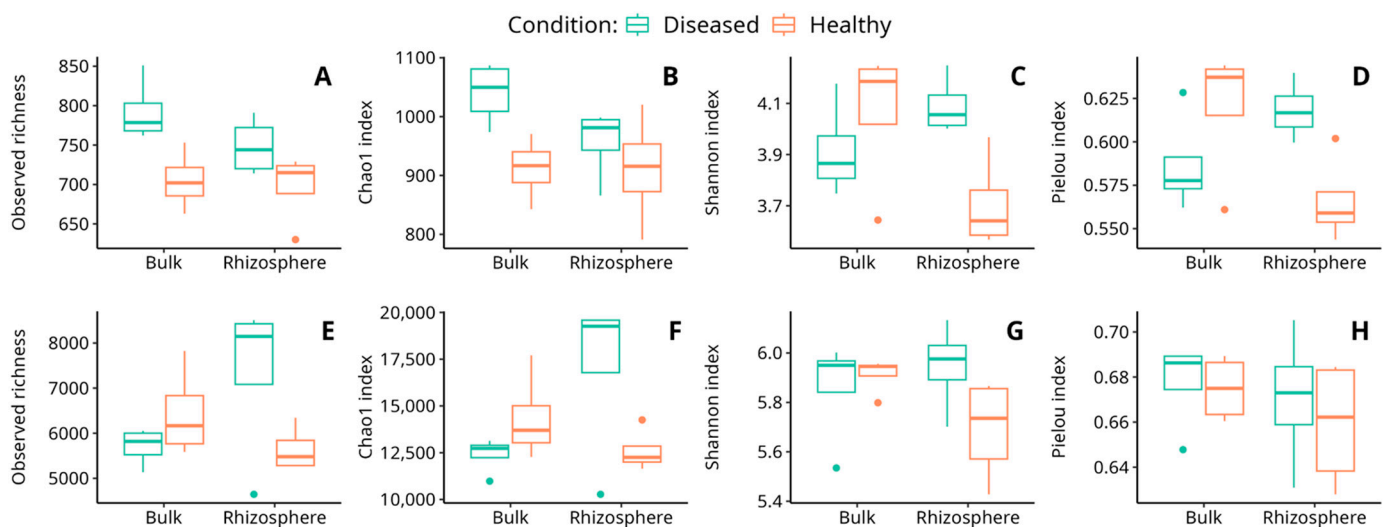 Condition: Diseased Healthy
A
Observed richness
850
800
750
700
650
Bulk Rhizosphere
B
Chao1 index
1100
1000
900
800
Bulk Rhizosphere
C
Shannon index
4.1
3.9
3.7
Bulk Rhizosphere
D
Pielou index
0.625
0.600
0.575
0.550
Bulk Rhizosphere
E
Observed richness
8000
7000
6000
5000
Bulk Rhizosphere
F
Chao1 index
20,000
17,500
15,000
12,500
10,000
Bulk Rhizosphere
G
Shannon index
6.0
5.8
5.6
5.4
Bulk Rhizosphere
H
Pielou index
0.70
0.68
0.66
0.64
Bulk Rhizosphere